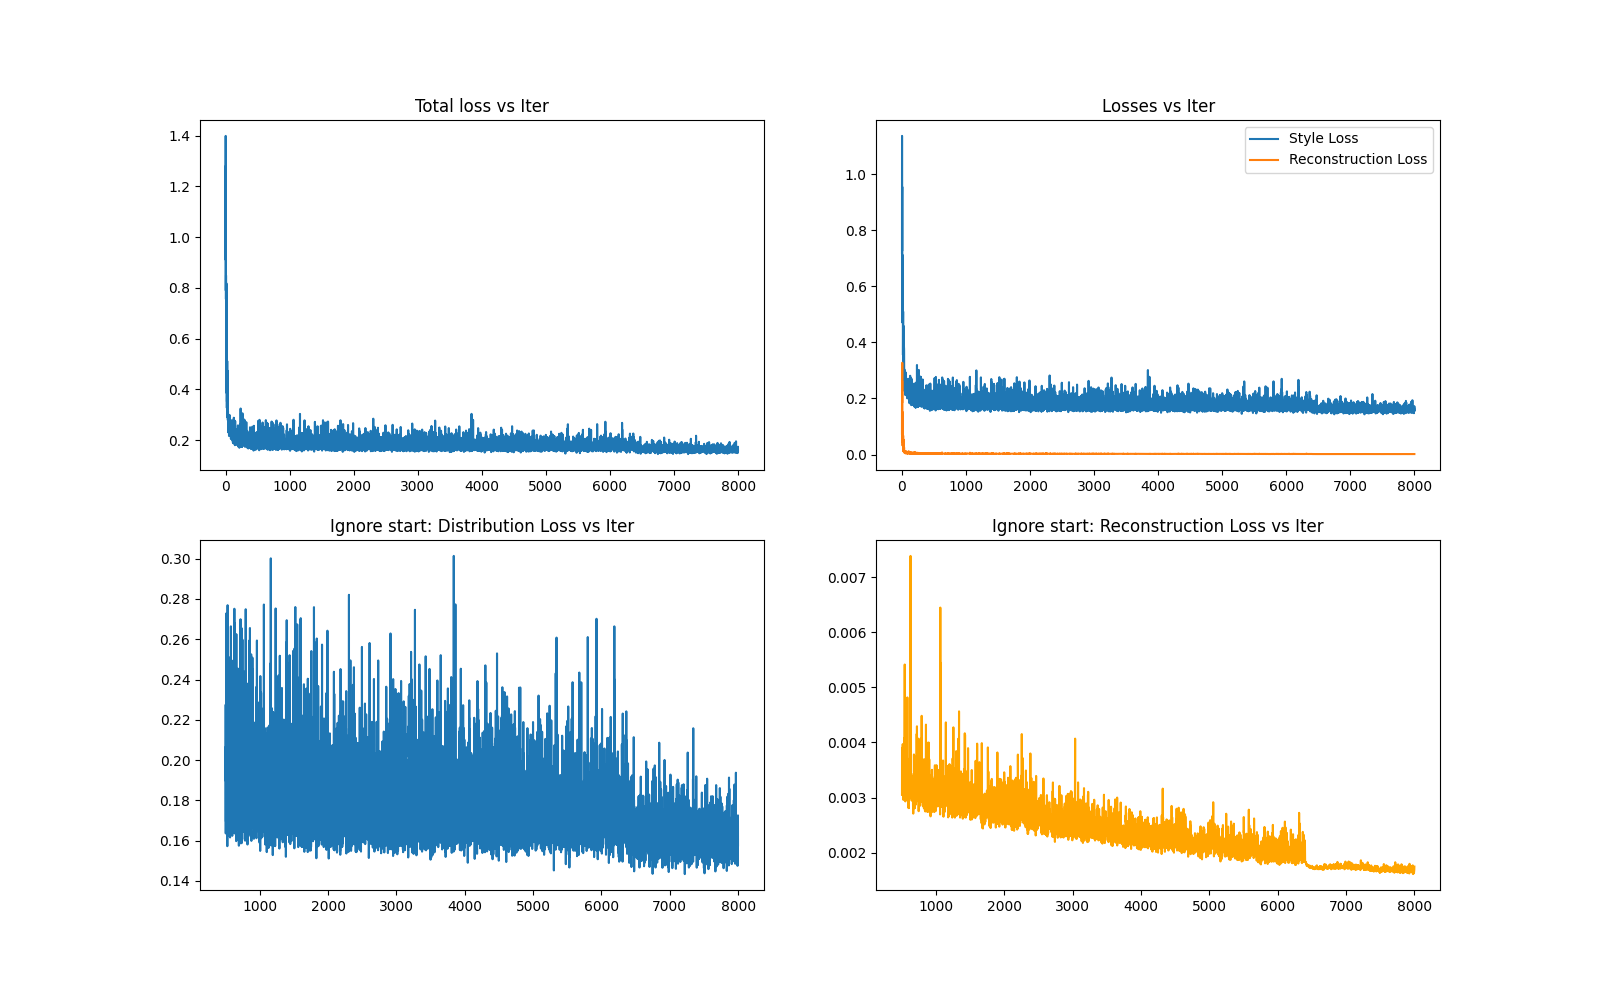 Total loss vs Iter
1.4
1.2
1.0
0.8
0.6
0.4
0.2
0 1000 2000 3000 4000 5000 6000 7000 8000
Losses vs Iter
Style Loss
Reconstruction Loss
1.0
0.8
0.6
0.4
0.2
0.0
0 1000 2000 3000 4000 5000 6000 7000 8000
Ignore start: Distribution Loss vs Iter
0.30
0.28
0.26
0.24
0.22
0.20
0.18
0.16
0.14
1000 2000 3000 4000 5000 6000 7000 8000
Ignore start: Reconstruction Loss vs Iter
0.007
0.006
0.005
0.004
0.003
0.002
1000 2000 3000 4000 5000 6000 7000 8000